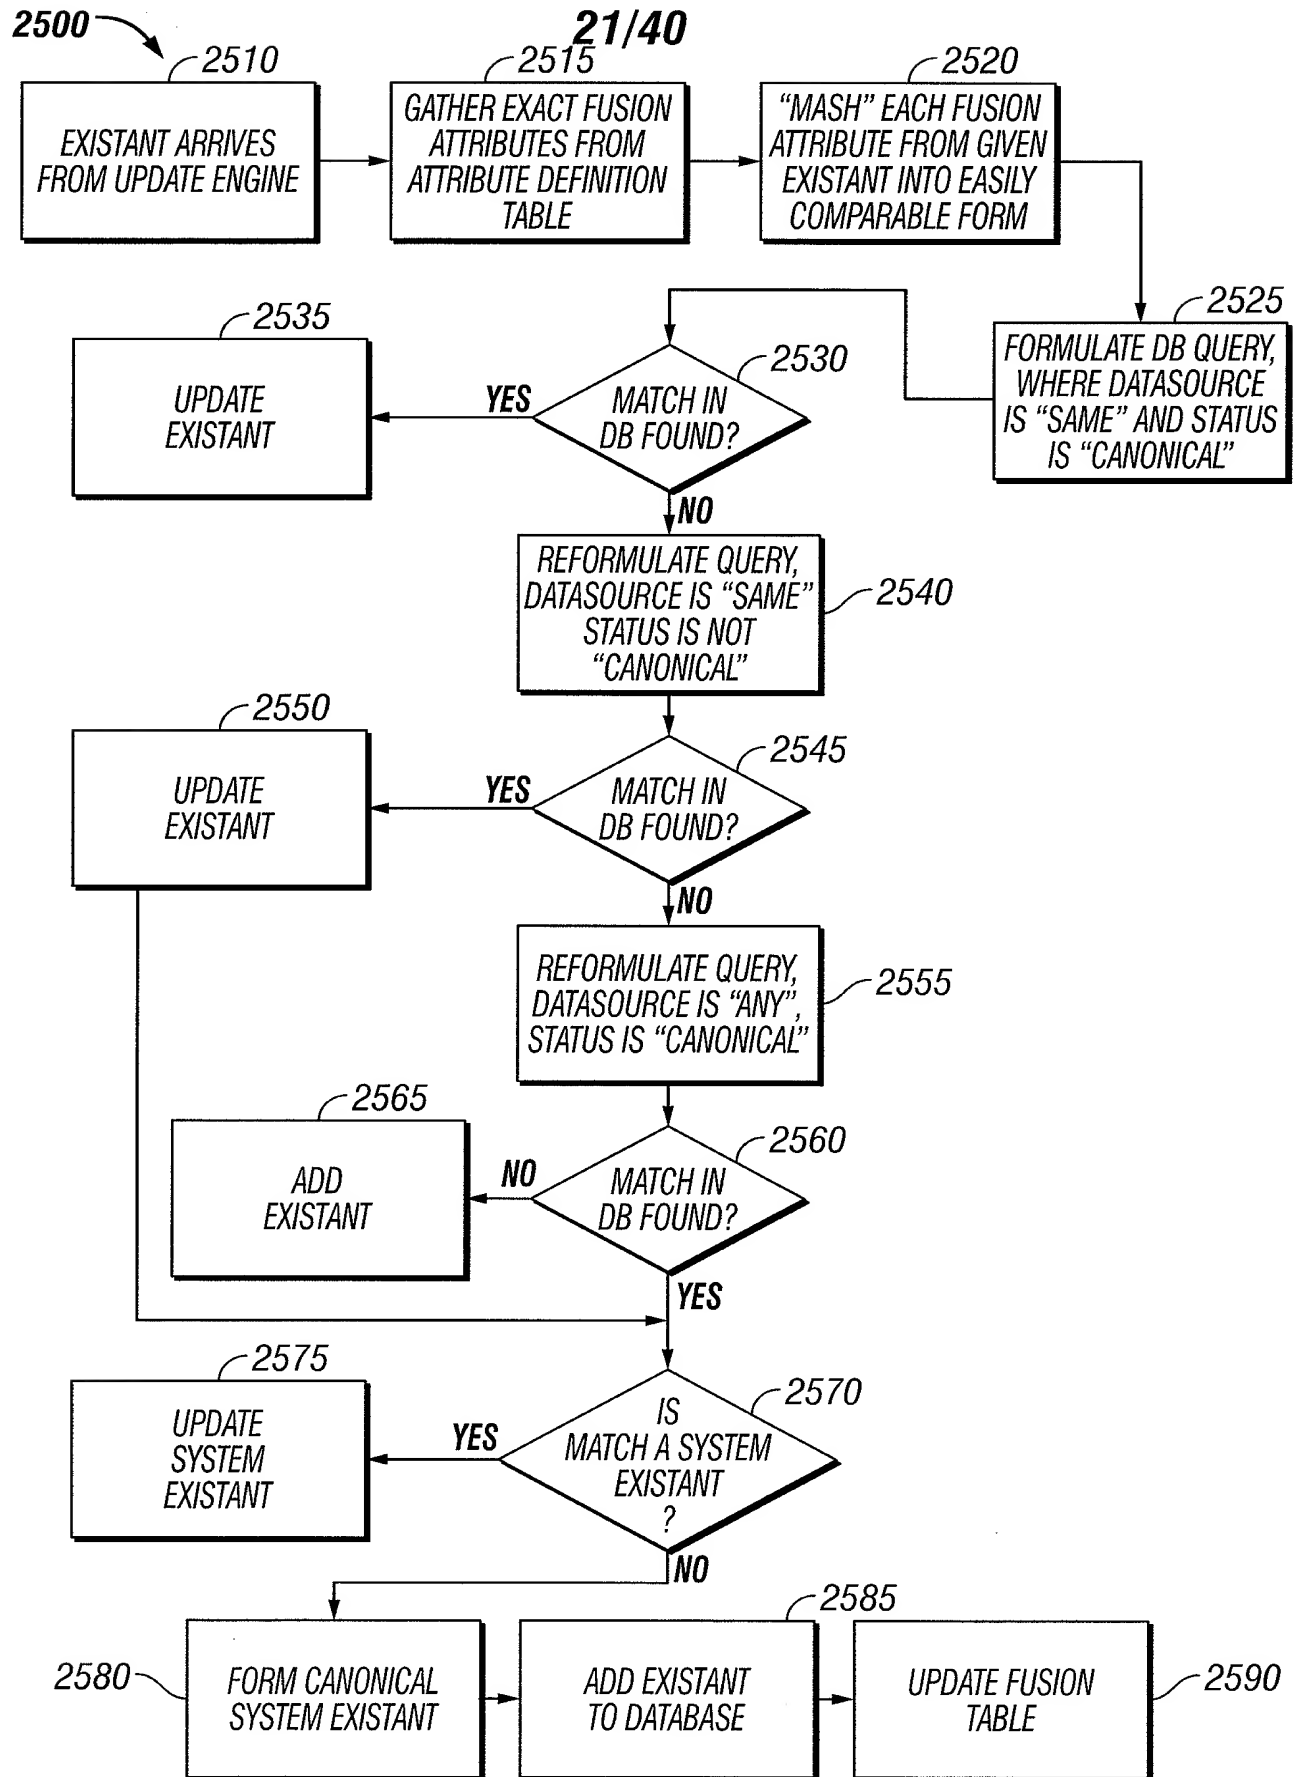 2500
21/40
2510
2515
2520
EXISTANT ARRIVES
FROM UPDATE ENGINE
GATHER EXACT FUSION
ATTRIBUTES FROM
ATTRIBUTE DEFINITION
TABLE
“MASH” EACH FUSION
ATTRIBUTE FROM GIVEN
EXISTANT INTO EASILY
COMPARABLE FORM
2525
FORMULATE DB QUERY,
WHERE DATASOURCE
IS “SAME” AND STATUS
IS “CANONICAL”
2530
MATCH IN
DB FOUND?
YES
2535
UPDATE
EXISTANT
NO
REFORMULATE QUERY,
DATASOURCE IS “SAME”
STATUS IS NOT
“CANONICAL”
2540
2545
MATCH IN
DB FOUND?
YES
2550
UPDATE
EXISTANT
NO
REFORMULATE QUERY,
DATASOURCE IS “ANY”,
STATUS IS “CANONICAL”
2555
2560
MATCH IN
DB FOUND?
NO
2565
ADD
EXISTANT
YES
2570
IS
MATCH A SYSTEM
EXISTANT
?
YES
2575
UPDATE
SYSTEM
EXISTANT
NO
2580
FORM CANONICAL
SYSTEM EXISTANT
2585
ADD EXISTANT
TO DATABASE
UPDATE FUSION
TABLE
2590